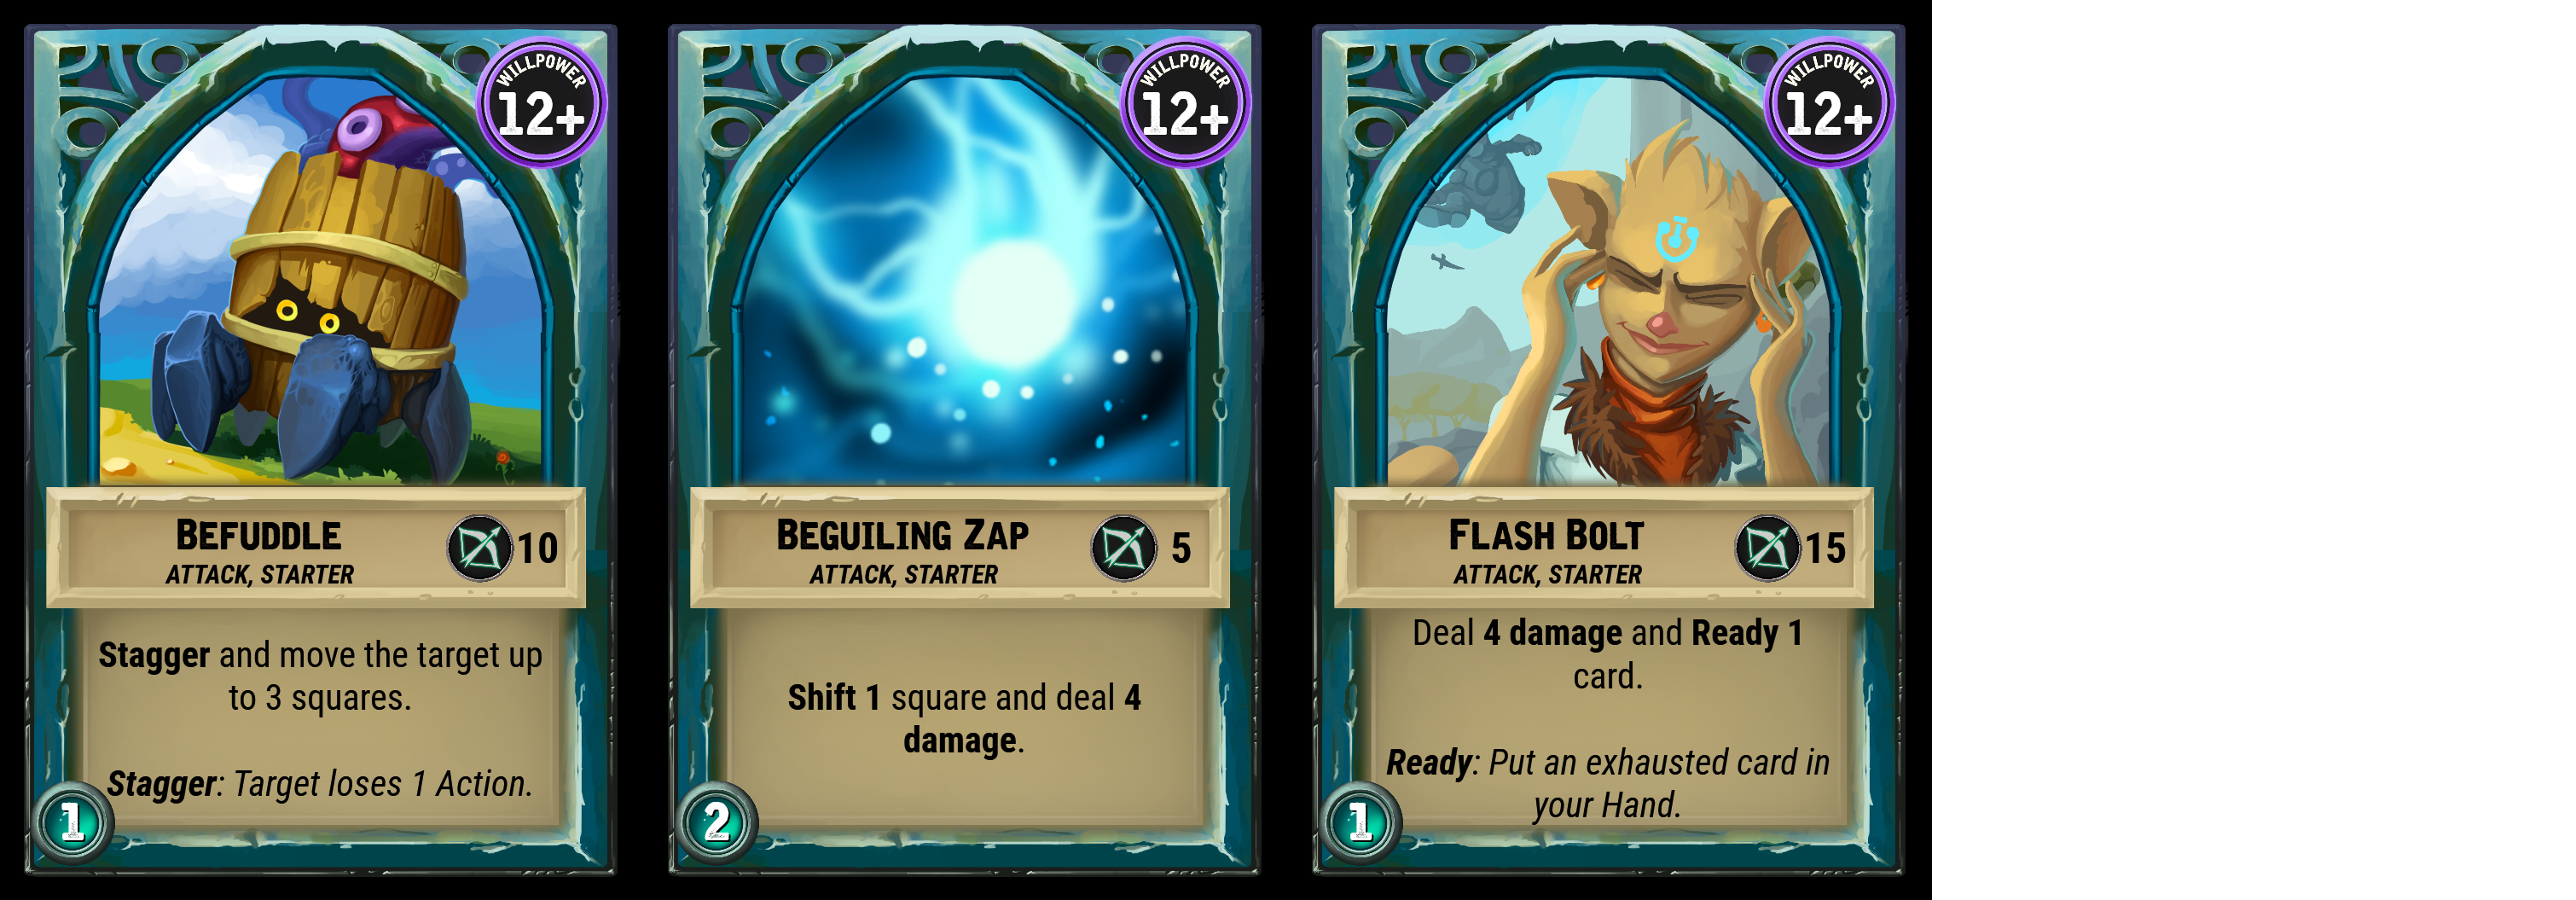 WILLPOWER
12+
BEFUDDLE
ATTACK, STARTER
10
Stagger and move the target up
to 3 squares.
Stagger: Target loses 1 Action.
1
WILLPOWER
12+
BEGUILING ZAP
ATTACK, STARTER
5
Shift 1 square and deal 4
damage.
2
WILLPOWER
12+
FLASH BOLT
ATTACK, STARTER
15
Deal 4 damage and Ready 1
card.
Ready: Put an exhausted card in
your Hand.
1